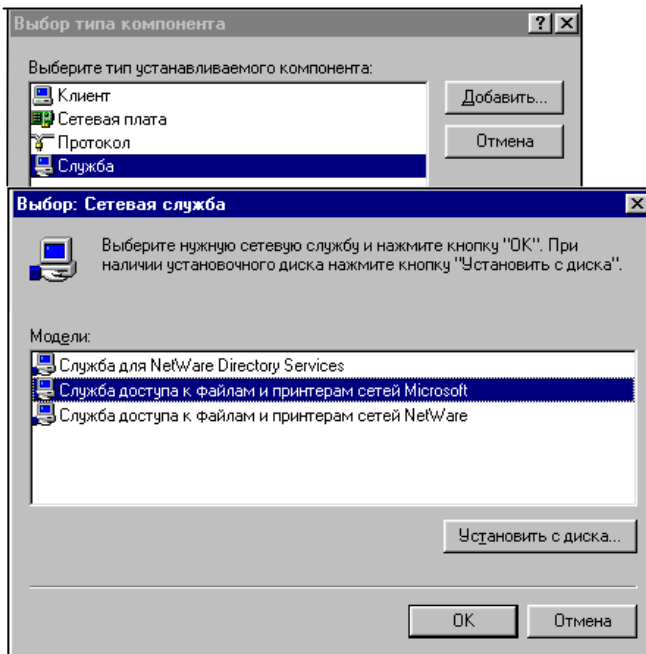 Выбор типа компонента
Выберите тип устанавливаемого компонента:
Клиент
Добавить...
Сетевая плата
Протокол
Отмена
Служба
Выбор: Сетевая служба
Выберите нужную сетевую службу и нажмите кнопку "ОК". При
наличии установочного диска нажмите кнопку "Установить с диска".
Модели:
Служба для NetWare Directory Services
Служба доступа к файлам и принтерам сетей Microsoft
Служба доступа к файлам и принтерам сетей NetWare
Установить с диска...
ОК
Отмена